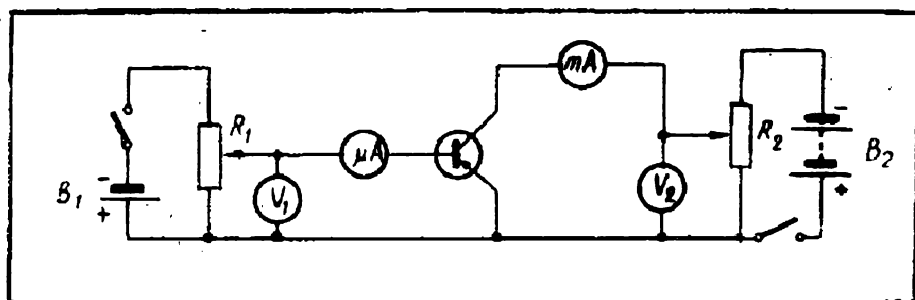 mA
R₁
μA
V₁
B₁
-
+
V₂
R₂
B₂
-
+